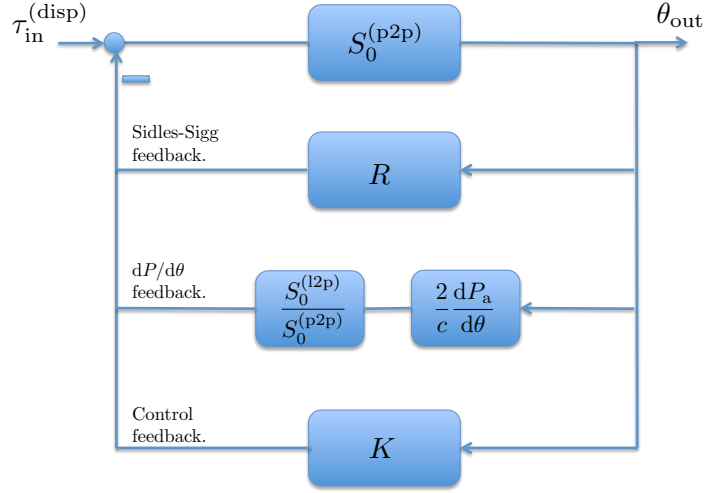 τ_in^(disp) θ_out
S_0^(p2p)
Sidles-Sigg
feedback.
R
dP/dθ
feedback.
S_0^(l2p) / S_0^(p2p)
2/c dP_a/dθ
Control
feedback.
K